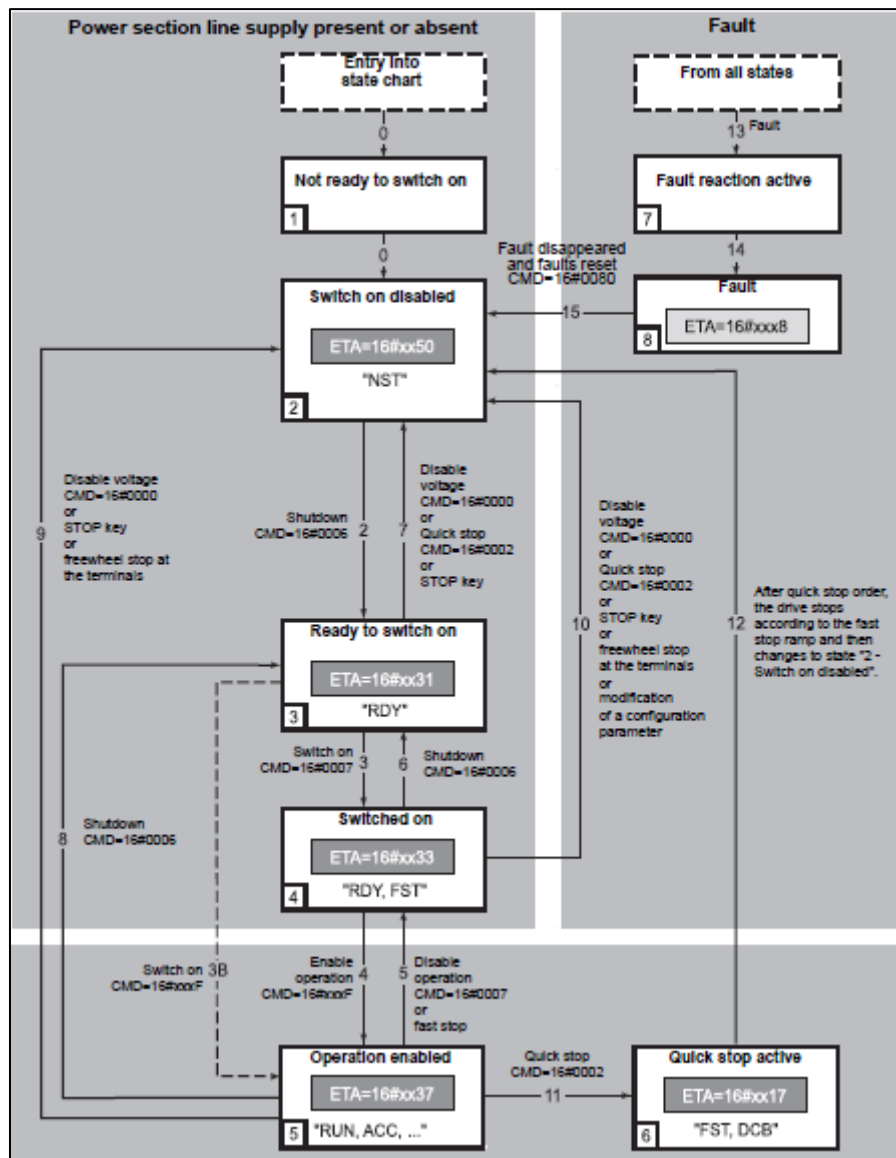 Power section line supply present or absent
Fault
Entry into
state chart
From all states
0
13
Fault
Not ready to switch on
1
Fault reaction active
7
0
14
Fault disappeared
and faults reset
CMD=16#0080
15
Switch on disabled
ETA=16#xx50
"NST"
2
Fault
ETA=16#xxx8
8
Disable voltage
CMD=16#0000
or
STOP key
or
freewheel stop at
the terminals
9
Shutdown
CMD=16#0006
2
7
Disable
voltage
CMD=16#0000
or
Quick stop
CMD=16#0002
or
STOP key
10
Disable
voltage
CMD=16#0000
or
Quick stop
CMD=16#0002
or
STOP key
or
freewheel stop
at the terminals
or
modification
of a configuration
parameter
12
After quick stop order,
the drive stops
according to the fast
stop ramp and then
changes to state "2 -
Switch on disabled".
Ready to switch on
ETA=16#xx31
"RDY"
3
Switch on
CMD=16#0007
3
6
Shutdown
CMD=16#0006
8
Shutdown
CMD=16#0006
Switched on
ETA=16#xx33
"RDY, FST"
4
Switch on
CMD=16#xxxF
3B
Enable
operation
CMD=16#xxxF
4
5
Disable
operation
CMD=16#0007
or
fast stop
Operation enabled
ETA=16#xx37
"RUN, ACC, ..."
5
Quick stop
CMD=16#0002
11
Quick stop active
ETA=16#xx17
"FST, DCB"
6